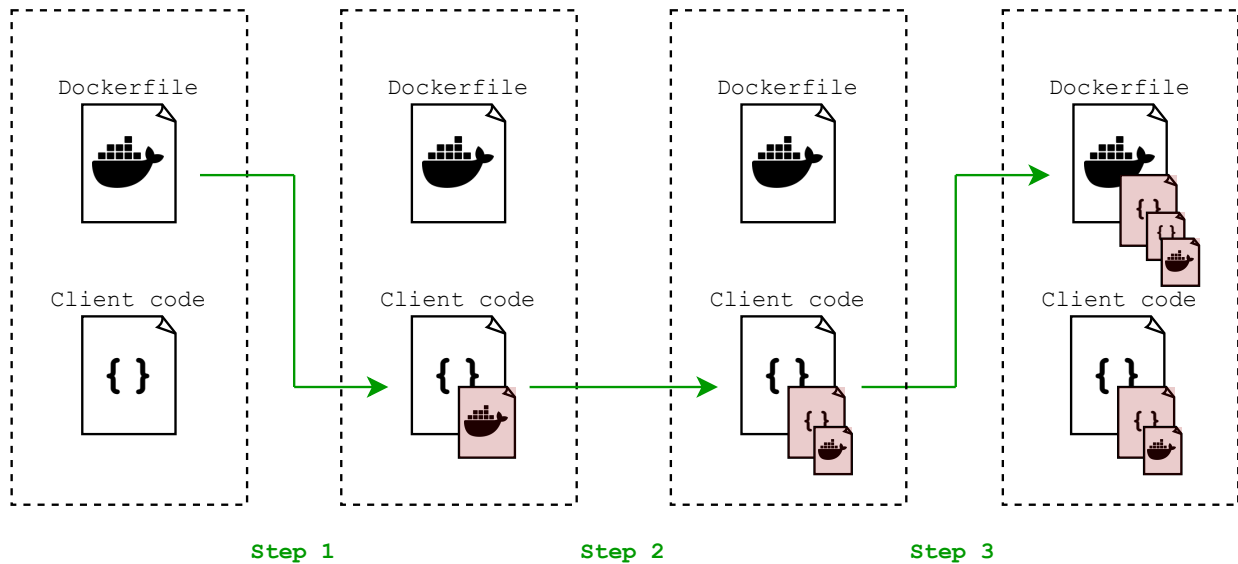 Dockerfile
Dockerfile
Dockerfile
Dockerfile
{ }
{ }
Client code
Client code
Client code
Client code
{ }
{ }
{ }
{ }
{ }
{ }
Step 1
Step 2
Step 3